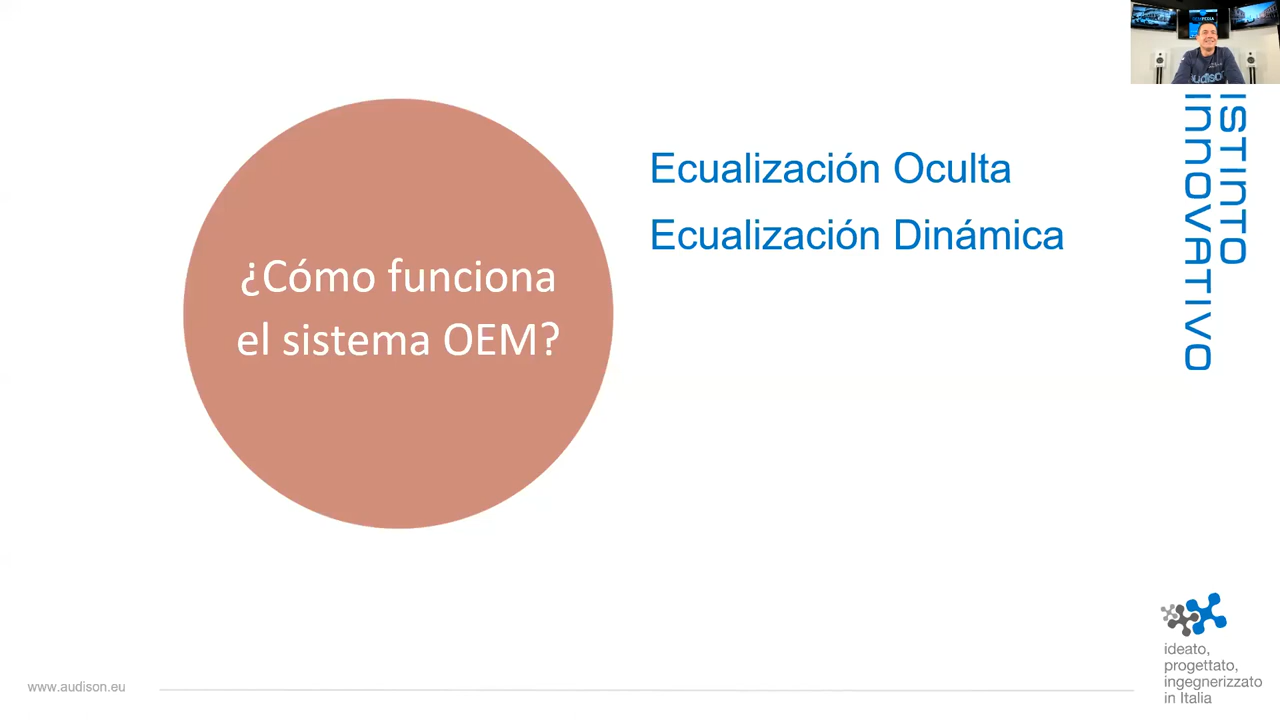 ¿Cómo funciona
el sistema OEM?
Ecualización Oculta
Ecualización Dinámica
ISTINTO
INNOVATIVO
audison
www.audison.eu
ideato,
progettato,
ingegnerizzato
in Italia